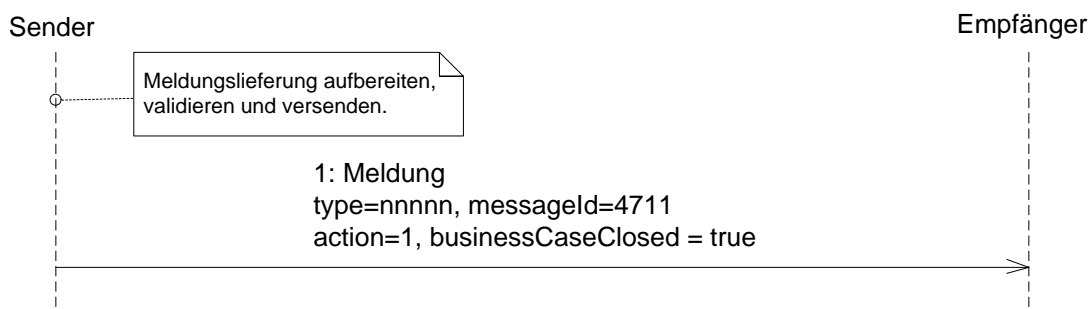 Sender
Empfänger
Meldungslieferung aufbereiten,
validieren und versenden.
1: Meldung
type=nnnnn, messageId=4711
action=1, businessCaseClosed = true